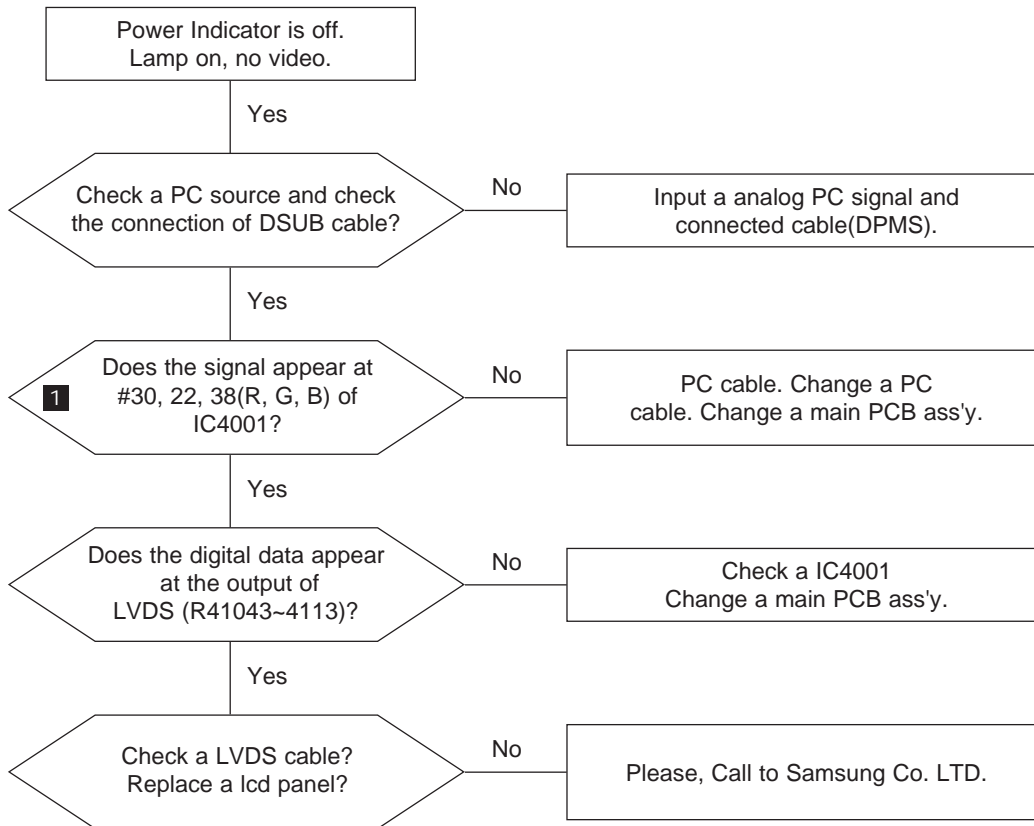 Power Indicator is off.
Lamp on, no video.
Yes
Check a PC source and check
the connection of DSUB cable?
No
Input a analog PC signal and
connected cable(DPMS).
Yes
1
Does the signal appear at
#30, 22, 38(R, G, B) of
IC4001?
No
PC cable. Change a PC
cable. Change a main PCB ass'y.
Yes
Does the digital data appear
at the output of
LVDS (R41043~4113)?
No
Check a IC4001
Change a main PCB ass'y.
Yes
Check a LVDS cable?
Replace a lcd panel?
No
Please, Call to Samsung Co. LTD.